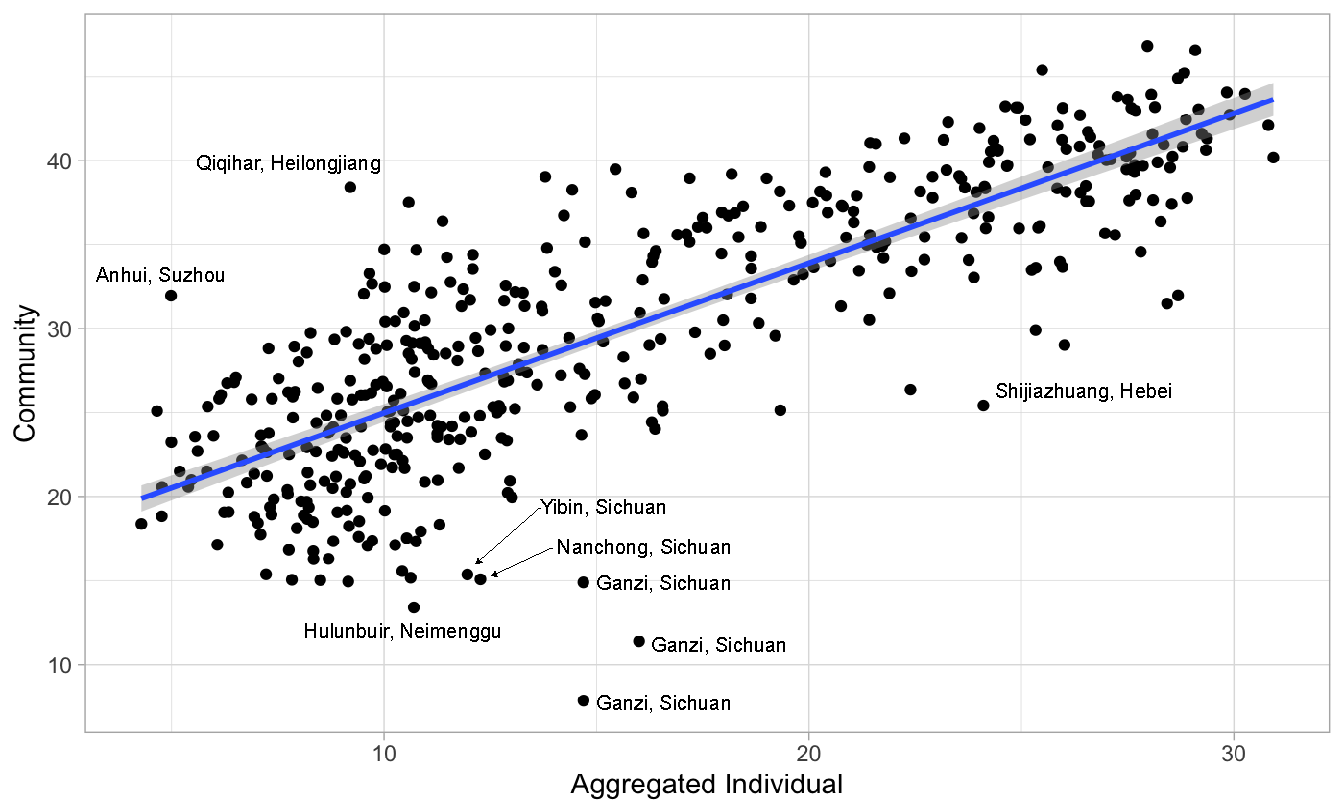 Qiqihar, Heilongjiang
Anhui, Suzhou
Shijiazhuang, Hebei
Yibin, Sichuan
Nanchong, Sichuan
Ganzi, Sichuan
Hulunbuir, Neimenggu
Ganzi, Sichuan
Ganzi, Sichuan
Community
40
30
20
10
10
20
30
Aggregated Individual